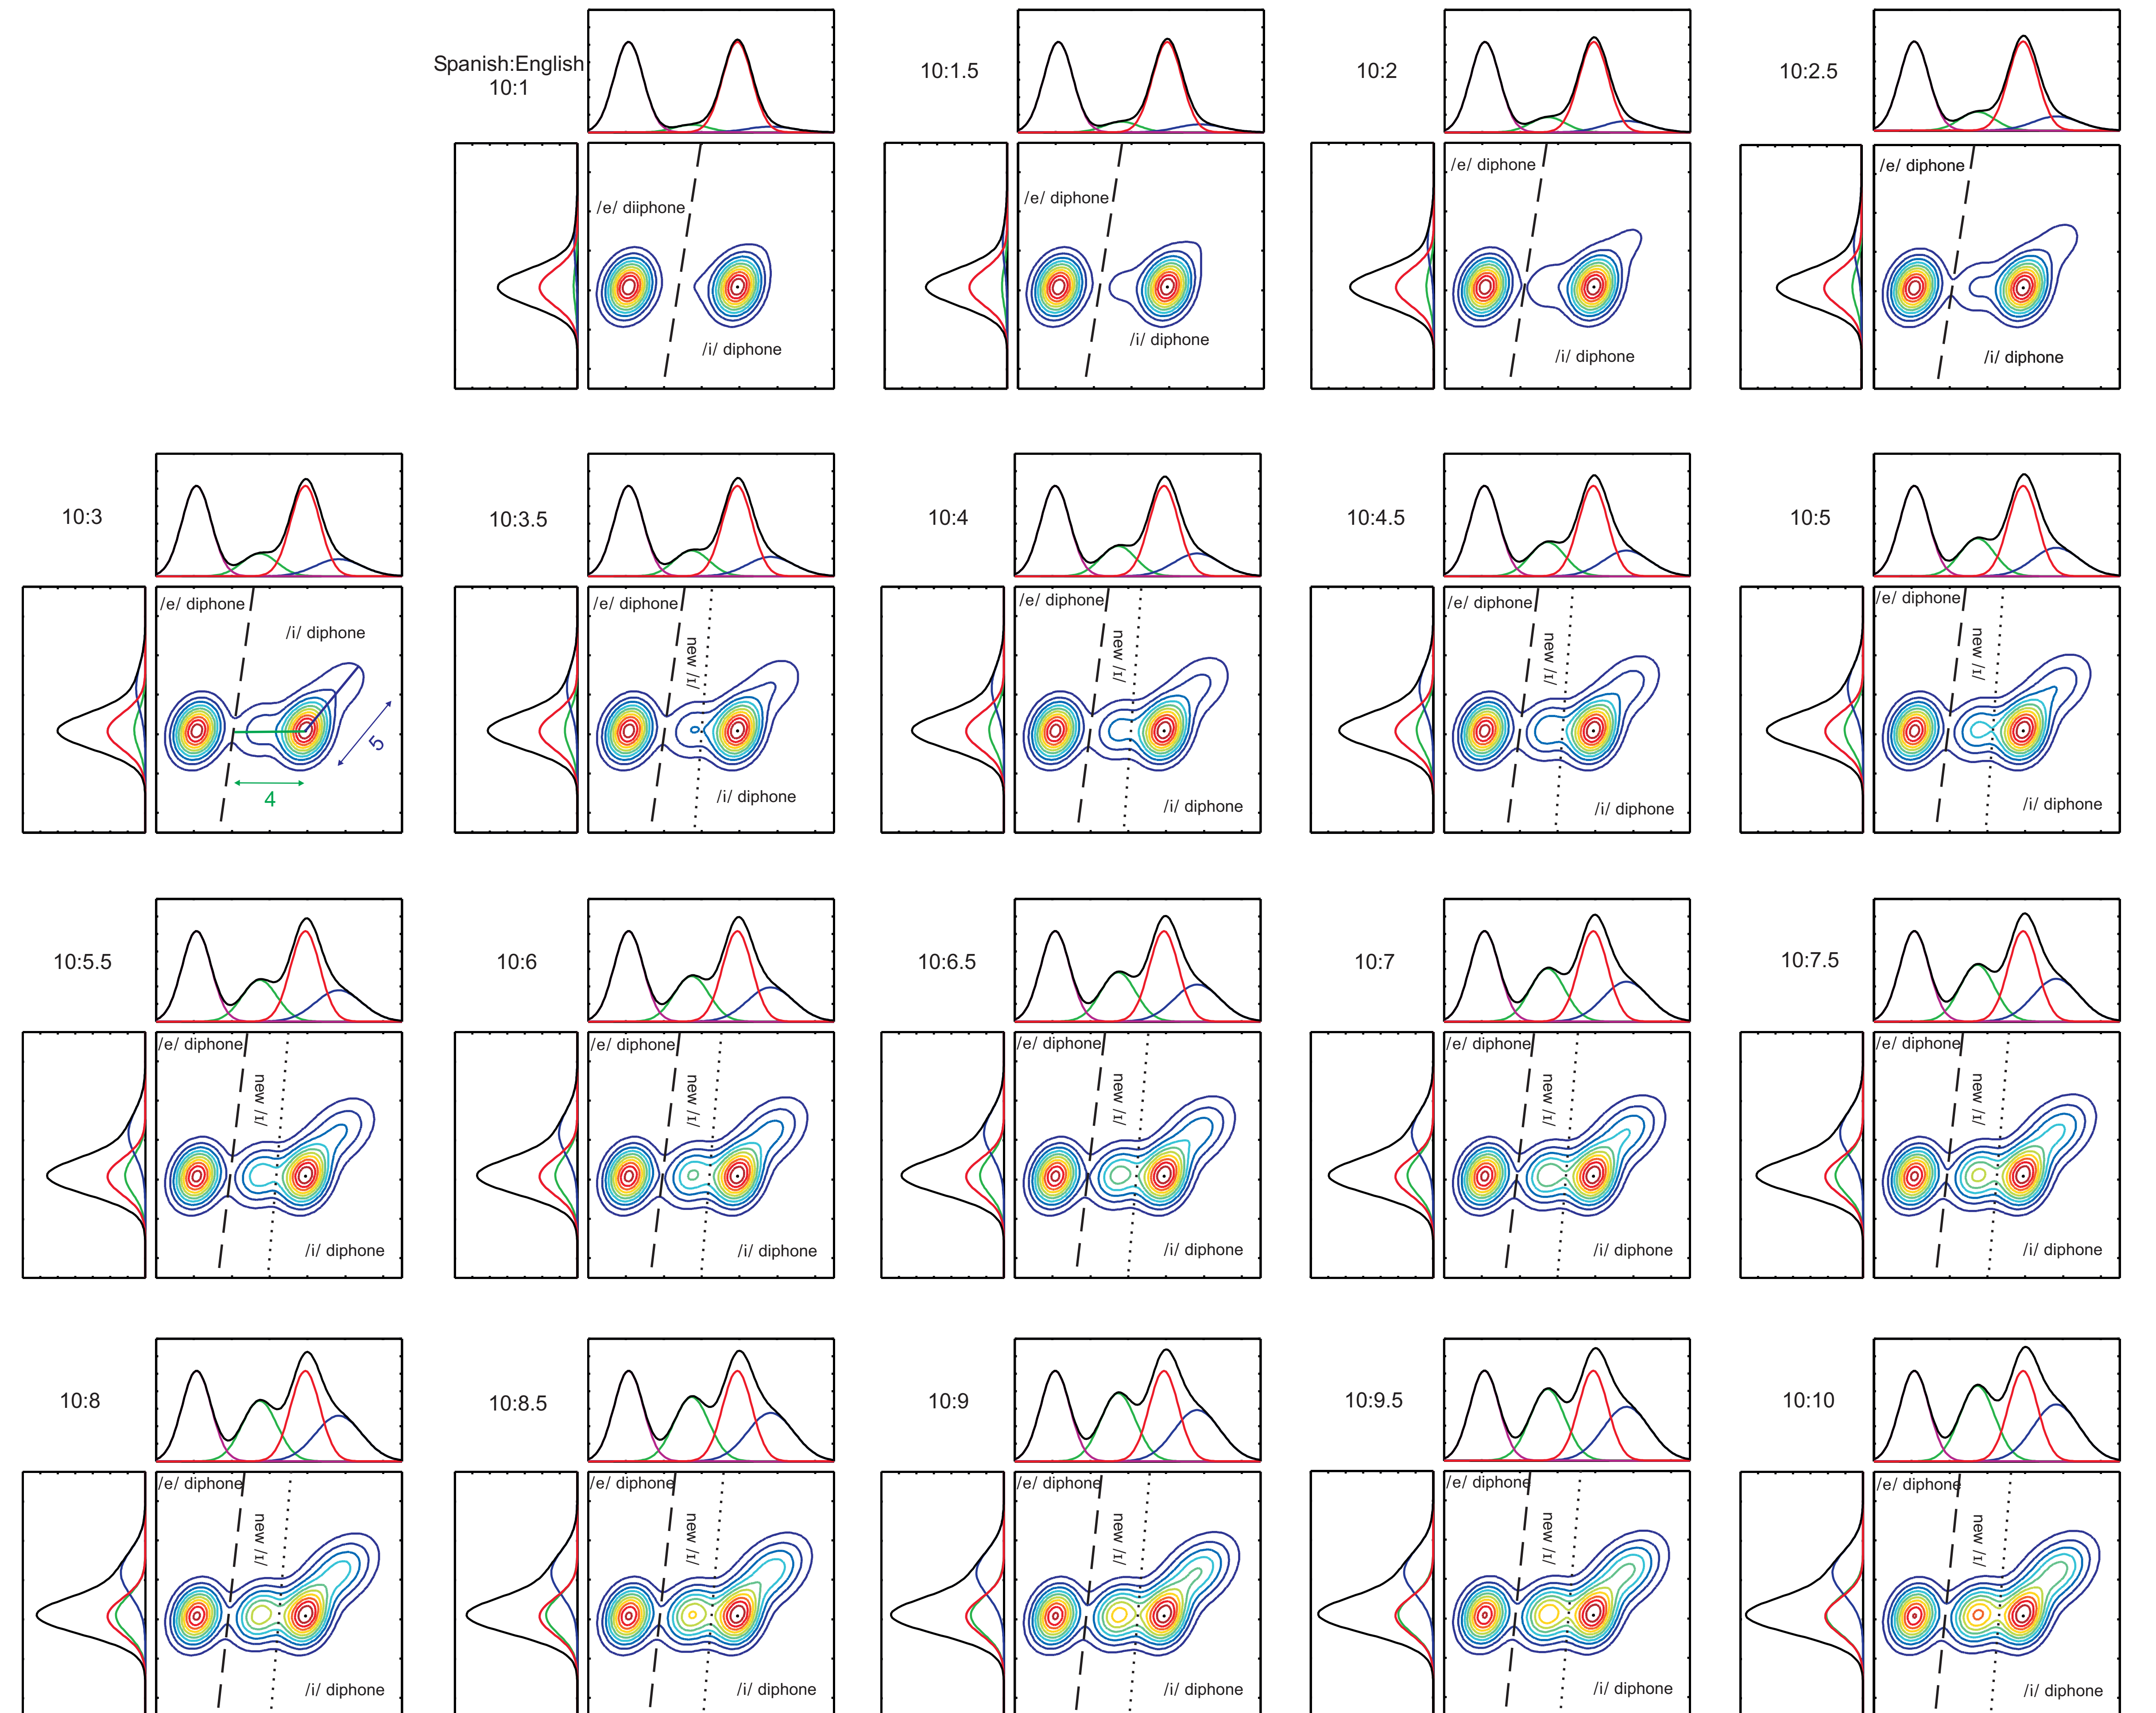 Spanish:English
10:1
10:1.5
10:2
10:2.5
/e/ diiphone
/i/ diphone
/e/ diphone
/i/ diphone
/e/ diphone
/i/ diphone
/e/ diphone
/i/ diphone
10:3
10:3.5
10:4
10:4.5
10:5
/e/ diphone
/i/ diphone
5
4
/e/ diphone
new /ɪ/
/i/ diphone
/e/ diphone
new /ɪ/
/i/ diphone
/e/ diphone
new /ɪ/
/i/ diphone
/e/ diphone
new /ɪ/
/i/ diphone
10:5.5
10:6
10:6.5
10:7
10:7.5
/e/ diphone
new /ɪ/
/i/ diphone
/e/ diphone
new /ɪ/
/i/ diphone
/e/ diphone
new /ɪ/
/i/ diphone
/e/ diphone
new /ɪ/
/i/ diphone
/e/ diphone
new /ɪ/
/i/ diphone
10:8
10:8.5
10:9
10:9.5
10:10
/e/ diphone
new /ɪ/
/i/ diphone
/e/ diphone
new /ɪ/
/i/ diphone
/e/ diphone
new /ɪ/
/i/ diphone
/e/ diphone
new /ɪ/
/i/ diphone
/e/ diphone
new /ɪ/
/i/ diphone